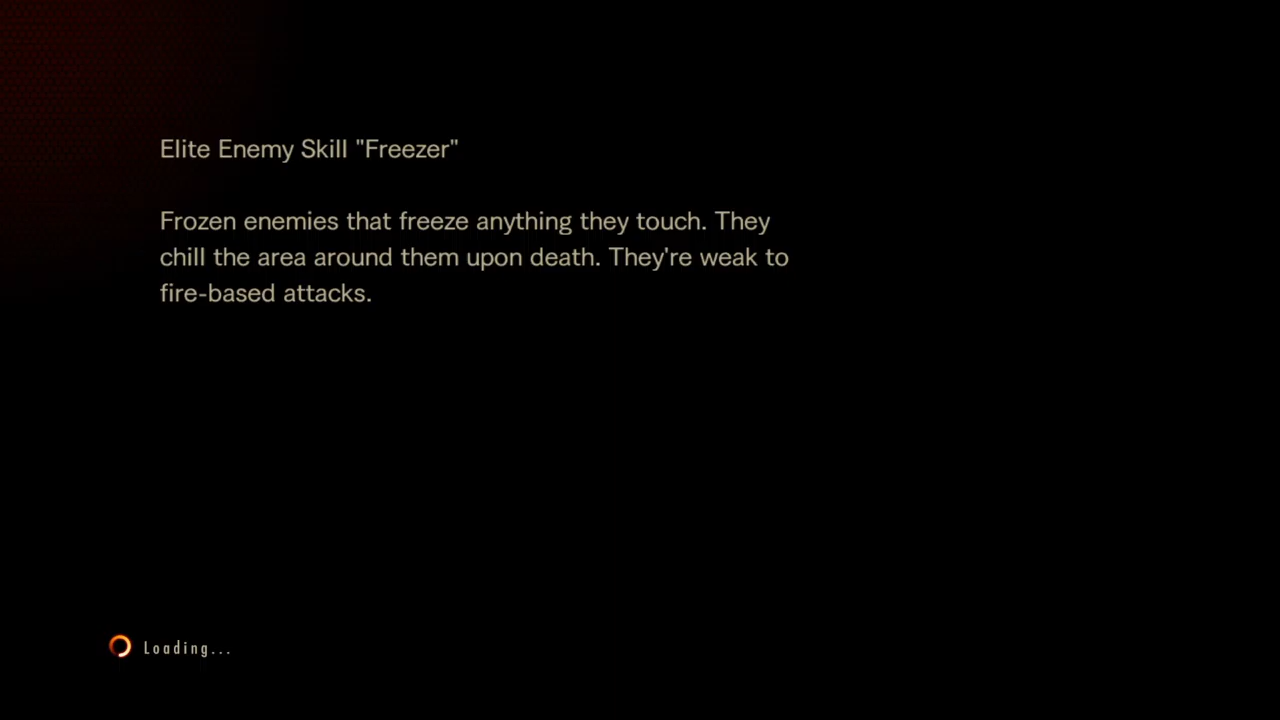 Elite Enemy Skill "Freezer"
Frozen enemies that freeze anything they touch. They
chill the area around them upon death. They're weak to
fire-based attacks.
Loading...